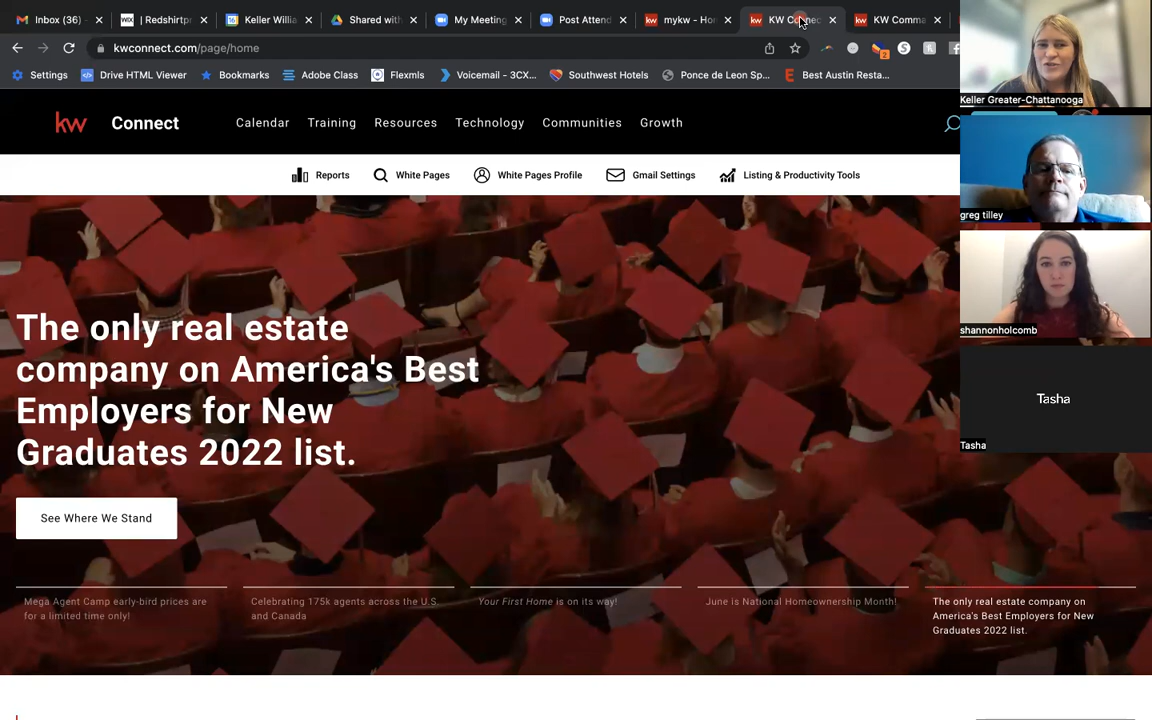 Inbox (36)
| Redshirtpr
Keller Willia
Shared with
My Meeting
Post Attend
mykw - Ho
KW Connec
KW Comma
kwconnect.com/page/home
Settings
Drive HTML Viewer
Bookmarks
Adobe Class
Flexmls
Voicemail - 3CX...
Southwest Hotels
Ponce de Leon Sp...
Best Austin Resta...
kw Connect
Calendar
Training
Resources
Technology
Communities
Growth
Reports
White Pages
White Pages Profile
Gmail Settings
Listing & Productivity Tools
The only real estate
company on America's Best
Employers for New
Graduates 2022 list.
See Where We Stand
Mega Agent Camp early-bird prices are
for a limited time only!
Celebrating 175k agents across the U.S.
and Canada
Your First Home is on its way!
June is National Homeownership Month!
The only real estate company on
America's Best Employers for New
Graduates 2022 list.
Keller Greater-Chattanooga
greg tilley
shannonholcomb
Tasha
Tasha